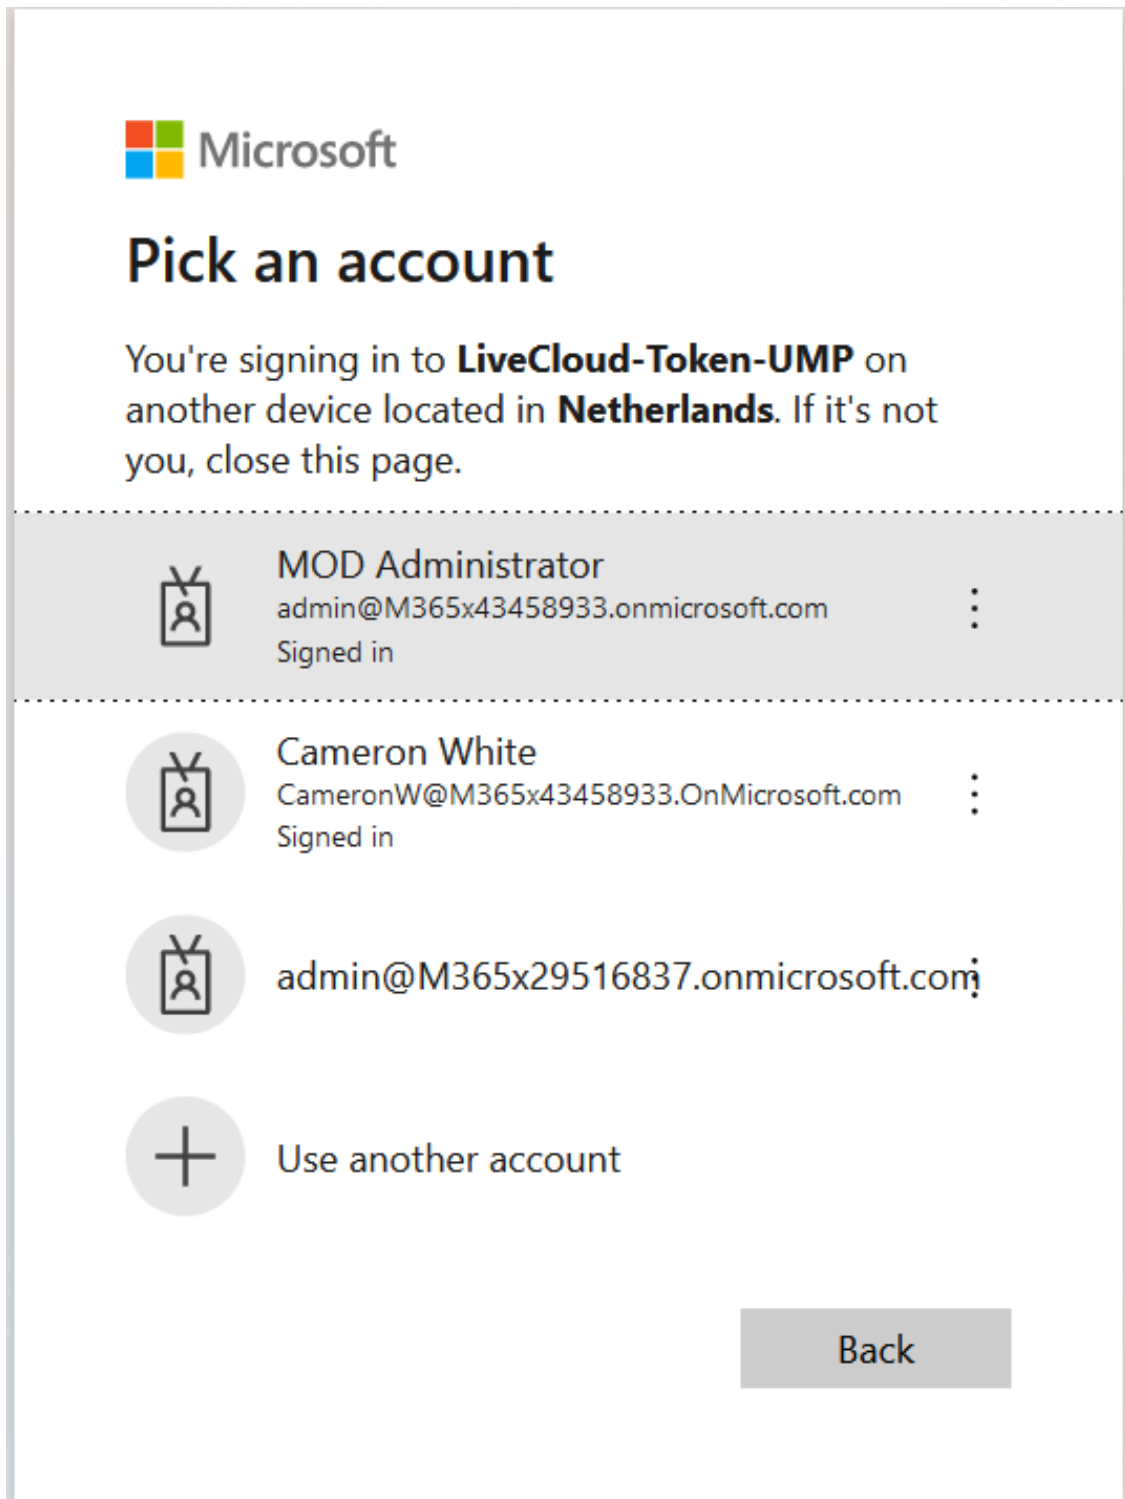 Microsoft
Pick an account
You're signing in to LiveCloud-Token-UMP on
another device located in Netherlands. If it's not
you, close this page.
MOD Administrator
admin@M365x43458933.onmicrosoft.com
Signed in
Cameron White
CameronW@M365x43458933.OnMicrosoft.com
Signed in
admin@M365x29516837.onmicrosoft.com
Use another account
Back